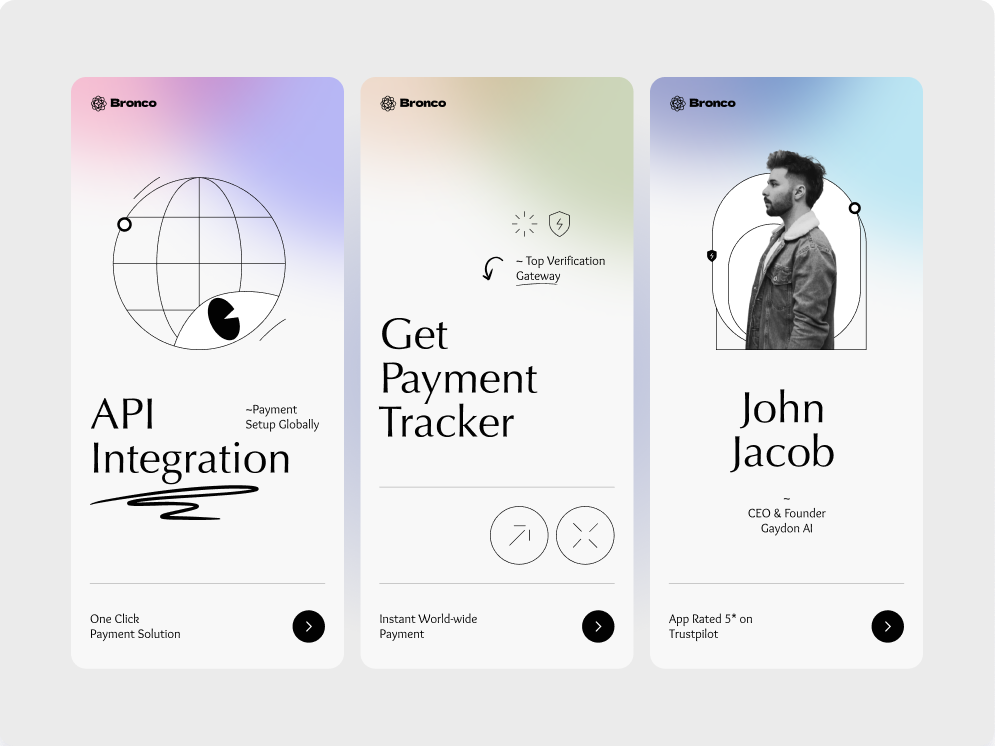 Bronco
API
Integration
~Payment
Setup Globally
One Click
Payment Solution
Bronco
~ Top Verification
Gateway
Get
Payment
Tracker
Instant World-wide
Payment
Bronco
John
Jacob
~
CEO & Founder
Gaydon AI
App Rated 5* on
Trustpilot